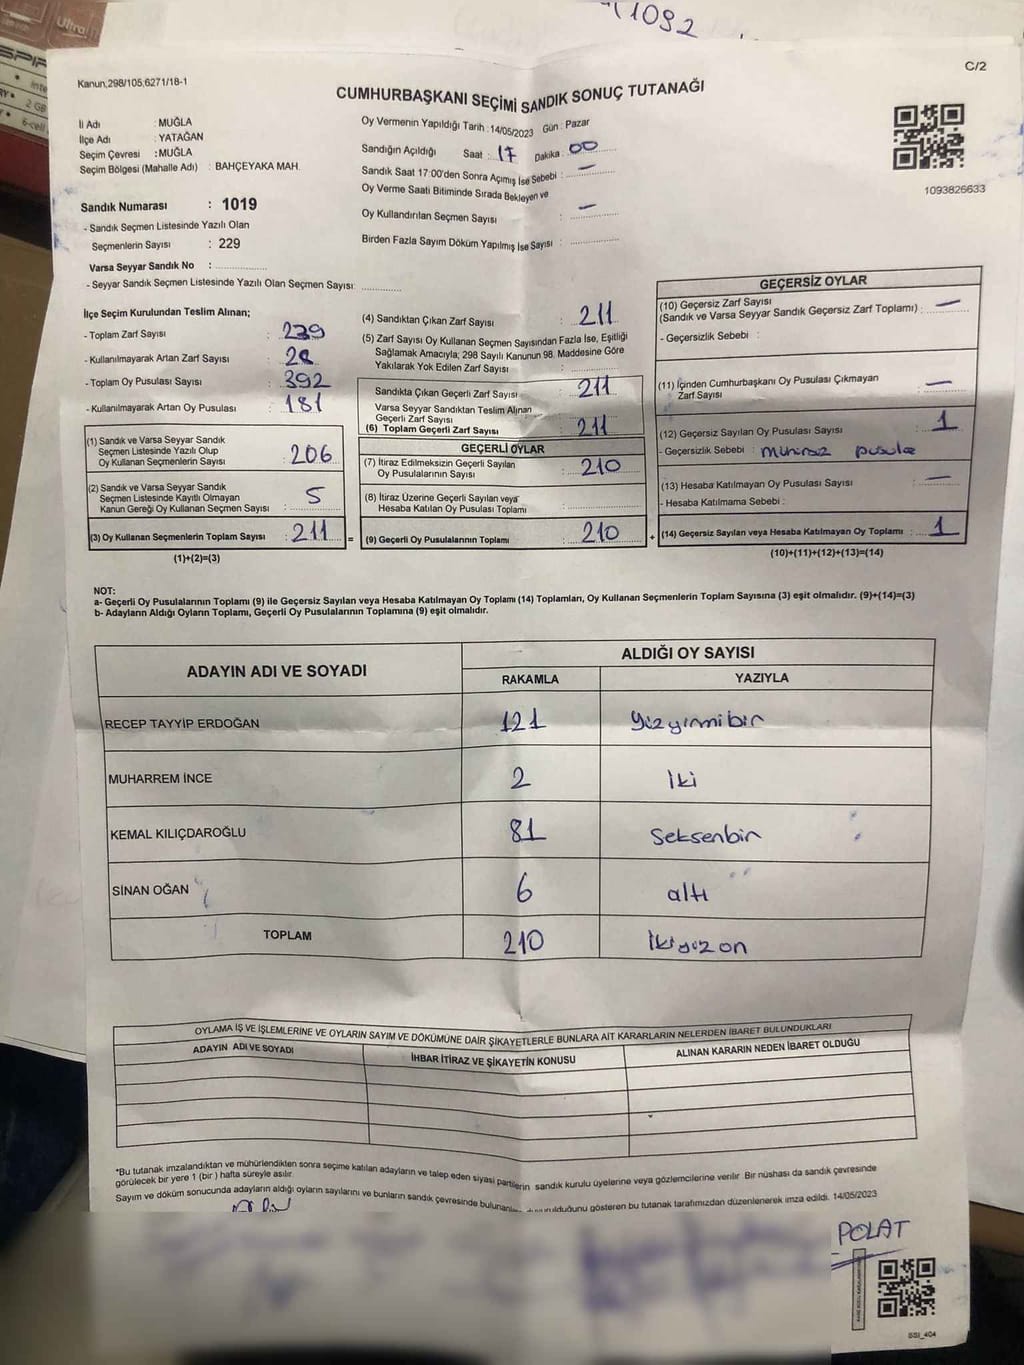 1092
Ultra
Kanun,298/105,6271/18-1
C/2
CUMHURBAŞKANI SEÇİMİ SANDIK SONUÇ TUTANAĞI
İl Adı : MUĞLA
İlçe Adı : YATAĞAN
Seçim Çevresi : MUĞLA
Seçim Bölgesi (Mahalle Adı) : BAHÇEYAKA MAH.
Oy Vermenin Yapıldığı Tarih : 14/05/2023 Gün : Pazar
Sandığın Açıldığı Saat : 17 Dakika : 00
Sandık Saat 17:00'den Sonra Açımış İse Sebebi : —
Oy Verme Saati Bitiminde Sırada Bekleyen ve
Oy Kullandırılan Seçmen Sayısı : —
Birden Fazla Sayım Döküm Yapılmış İse Sayısı :
1093826633
Sandık Numarası : 1019
- Sandık Seçmen Listesinde Yazılı Olan
Seçmenlerin Sayısı : 229
Varsa Seyyar Sandık No :
- Seyyar Sandık Seçmen Listesinde Yazılı Olan Seçmen Sayısı:
İlçe Seçim Kurulundan Teslim Alınan;
- Toplam Zarf Sayısı : 239
- Kullanılmayarak Artan Zarf Sayısı : 28
- Toplam Oy Pusulası Sayısı : 392
- Kullanılmayarak Artan Oy Pusulası : 181
(1) Sandık ve Varsa Seyyar Sandık
Seçmen Listesinde Yazılı Olup
Oy Kullanan Seçmenlerin Sayısı : 206
(2) Sandık ve Varsa Seyyar Sandık
Seçmen Listesinde Kayıtlı Olmayan
Kanun Gereği Oy Kullanan Seçmen Sayısı : 5
(3) Oy Kullanan Seçmenlerin Toplam Sayısı : 211 =
(1)+(2)=(3)
(4) Sandıktan Çıkan Zarf Sayısı : 211
(5) Zarf Sayısı Oy Kullanan Seçmen Sayısından Fazla İse, Eşitliği
Sağlamak Amacıyla; 298 Sayılı Kanunun 98. Maddesine Göre
Yakılarak Yok Edilen Zarf Sayısı :
Sandıkta Çıkan Geçerli Zarf Sayısı : 211
Varsa Seyyar Sandıktan Teslim Alınan
Geçerli Zarf Sayısı :
(6) Toplam Geçerli Zarf Sayısı : 211
GEÇERLİ OYLAR
(7) İtiraz Edilmeksizin Geçerli Sayılan
Oy Pusulalarının Sayısı : 210
(8) İtiraz Üzerine Geçerli Sayılan veya
Hesaba Katılan Oy Pusulası Toplamı :
(9) Geçerli Oy Pusulalarının Toplamı : 210 +
GEÇERSİZ OYLAR
(10) Geçersiz Zarf Sayısı
(Sandık ve Varsa Seyyar Sandık Geçersiz Zarf Toplamı) : —
- Geçersizlik Sebebi :
(11) İçinden Cumhurbaşkanı Oy Pusulası Çıkmayan
Zarf Sayısı : —
(12) Geçersiz Sayılan Oy Pusulası Sayısı : 1
- Geçersizlik Sebebi : mühürsüz pusula
(13) Hesaba Katılmayan Oy Pusulası Sayısı : —
- Hesaba Katılmama Sebebi :
(14) Geçersiz Sayılan veya Hesaba Katılmayan Oy Toplamı : 1
(10)+(11)+(12)+(13)=(14)
NOT:
a- Geçerli Oy Pusulalarının Toplamı (9) ile Geçersiz Sayılan veya Hesaba Katılmayan Oy Toplamı (14) Toplamları, Oy Kullanan Seçmenlerin Toplam Sayısına (3) eşit olmalıdır. (9)+(14)=(3)
b- Adayların Aldığı Oyların Toplamı, Geçerli Oy Pusulalarının Toplamına (9) eşit olmalıdır.
ADAYIN ADI VE SOYADI ALDIĞI OY SAYISI
RAKAMLA YAZIYLA
RECEP TAYYİP ERDOĞAN 121 yüzyirmibir
MUHARREM İNCE 2 iki
KEMAL KILIÇDAROĞLU 81 Seksenbir
SİNAN OĞAN 6 altı
TOPLAM 210 ikiyüzon
OYLAMA İŞ VE İŞLEMLERİNE VE OYLARIN SAYIM VE DÖKÜMÜNE DAİR ŞİKAYETLERLE BUNLARA AİT KARARLARIN NELERDEN İBARET BULUNDUKLARI
ADAYIN ADI VE SOYADI İHBAR İTİRAZ VE ŞİKAYETİN KONUSU ALINAN KARARIN NEDEN İBARET OLDUĞU
*Bu tutanak imzalandıktan ve mühürlendikten sonra seçime katılan adayların ve talep eden siyasi partilerin sandık kurulu üyelerine veya gözlemcilerine verilir. Bir nüshası da sandık çevresinde
görülecek bir yere 1 (bir) hafta süreyle asılır.
Sayım ve döküm sonucunda adayların aldığı oyların sayılarını ve bunların sandık çevresinde bulunanlara duyurulduğunu gösteren bu tutanak tarafımızdan düzenlenerek imza edildi. 14/05/2023
POLAT
SSI_404